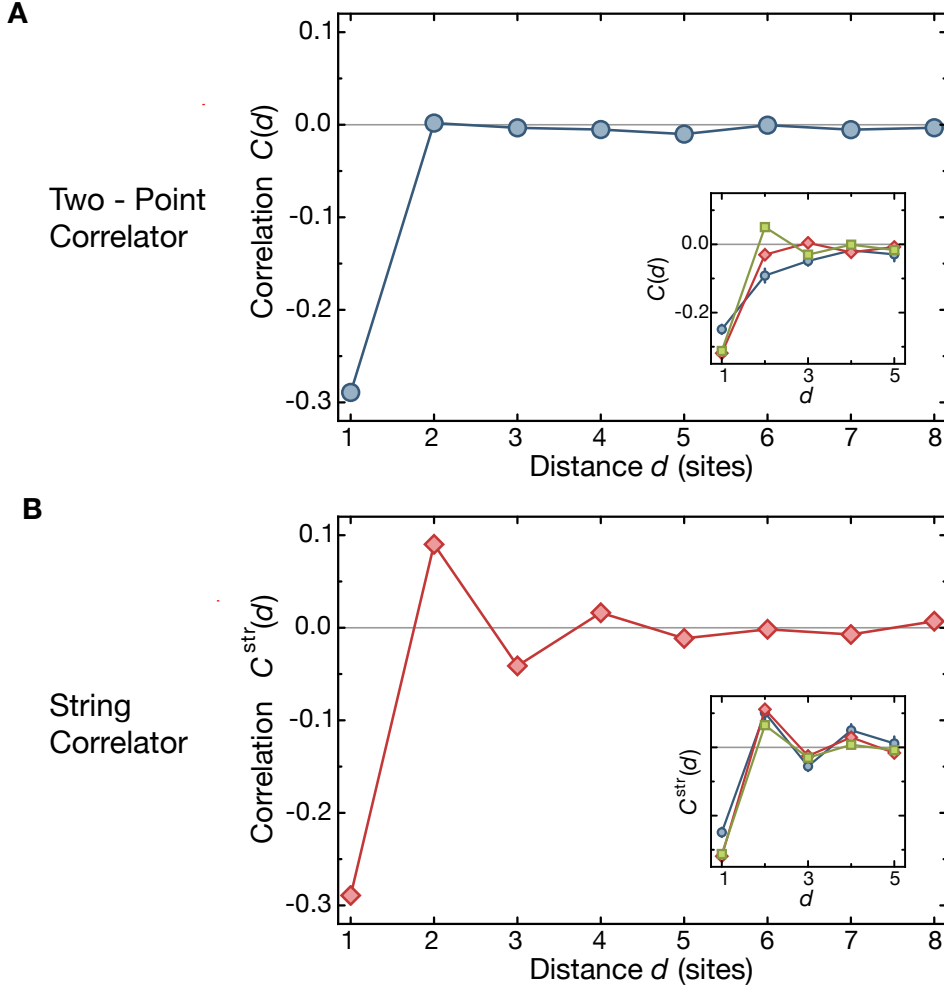 A
0.1
0.0
-0.1
-0.2
-0.3
Correlation C(d)
Two - Point
Correlator
1 2 3 4 5 6 7 8
Distance d (sites)
0.0
-0.2
C(d)
1 3 5
d
B
0.1
0.0
-0.1
-0.2
-0.3
Correlation C^str(d)
String
Correlator
1 2 3 4 5 6 7 8
Distance d (sites)
C^str(d)
1 3 5
d